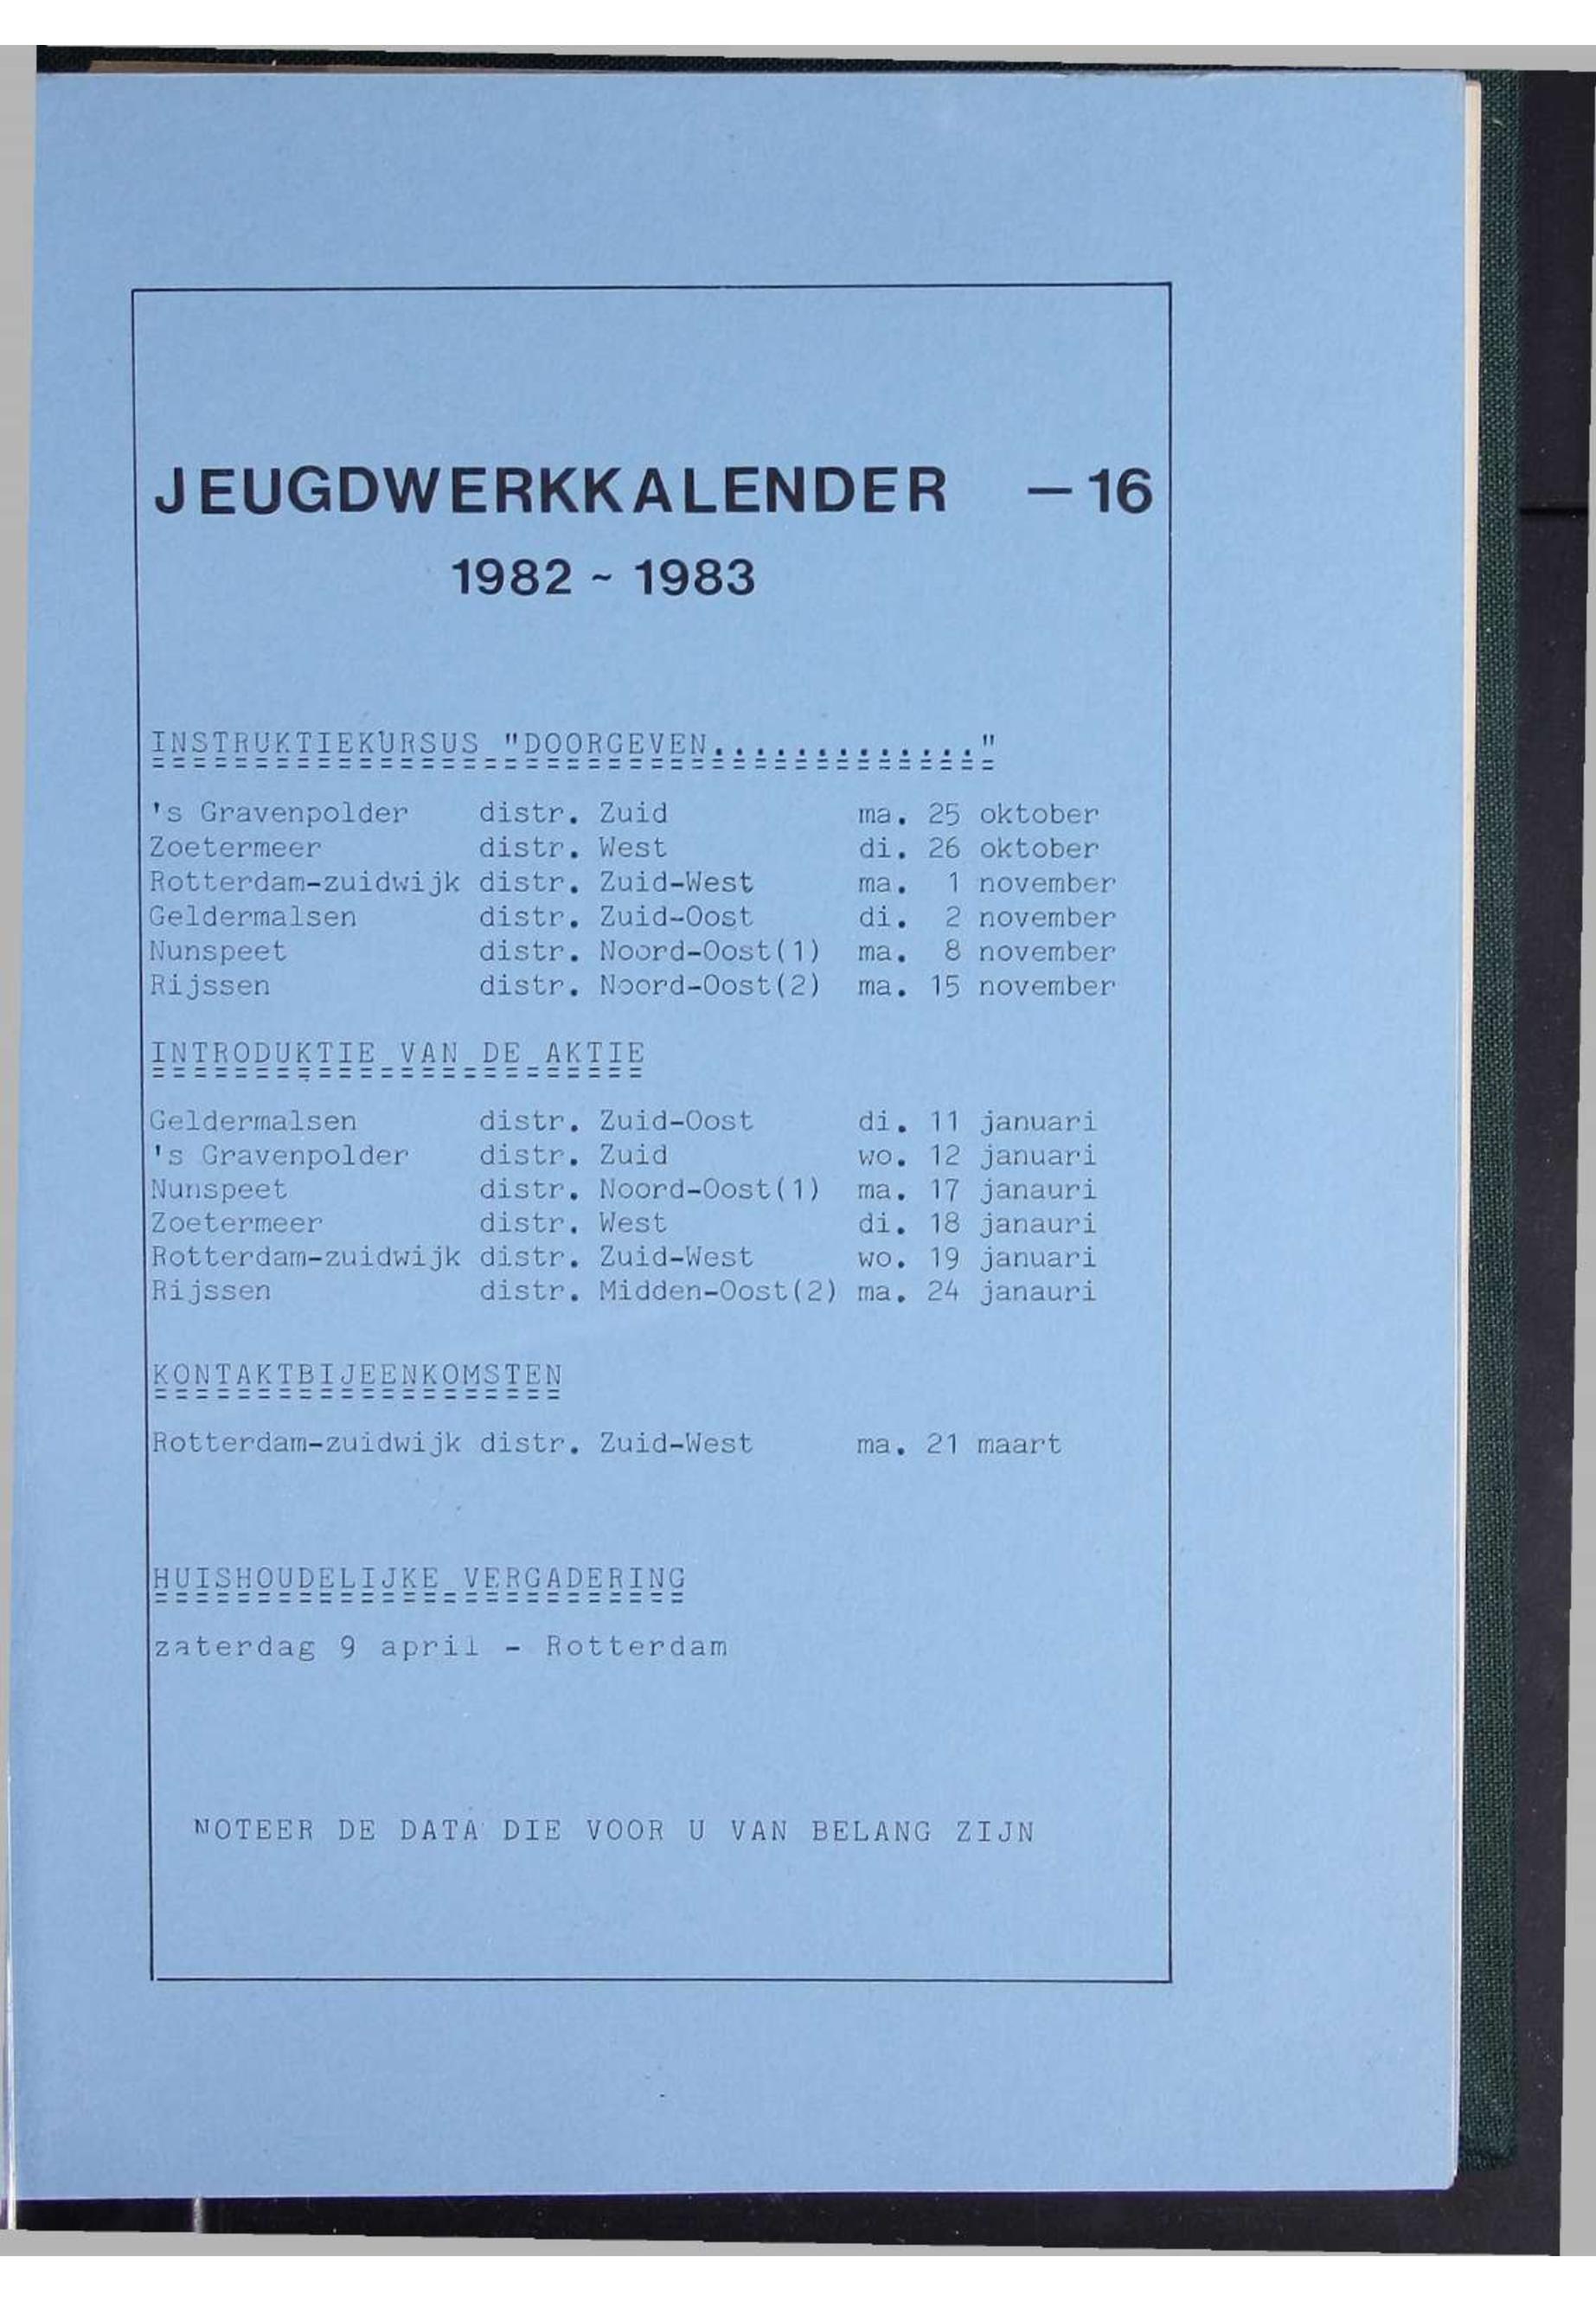 JEUGDWERKKALENDER – 16
1982 ~ 1983
INSTRUKTIEKURSUS "DOORGEVEN............."
's Gravenpolder distr. Zuid ma. 25 oktober
Zoetermeer distr. West di. 26 oktober
Rotterdam-zuidwijk distr. Zuid-West ma. 1 november
Geldermalsen distr. Zuid-Oost di. 2 november
Nunspeet distr. Noord-Oost(1) ma. 8 november
Rijssen distr. Noord-Oost(2) ma. 15 november
INTRODUKTIE VAN DE AKTIE
Geldermalsen distr. Zuid-Oost di. 11 januari
's Gravenpolder distr. Zuid wo. 12 januari
Nunspeet distr. Noord-Oost(1) ma. 17 janauri
Zoetermeer distr. West di. 18 janauri
Rotterdam-zuidwijk distr. Zuid-West wo. 19 januari
Rijssen distr. Midden-Oost(2) ma. 24 janauri
KONTAKTBIJEENKOMSTEN
Rotterdam-zuidwijk distr. Zuid-West ma. 21 maart
HUISHOUDELIJKE VERGADERING
zaterdag 9 april - Rotterdam
NOTEER DE DATA DIE VOOR U VAN BELANG ZIJN